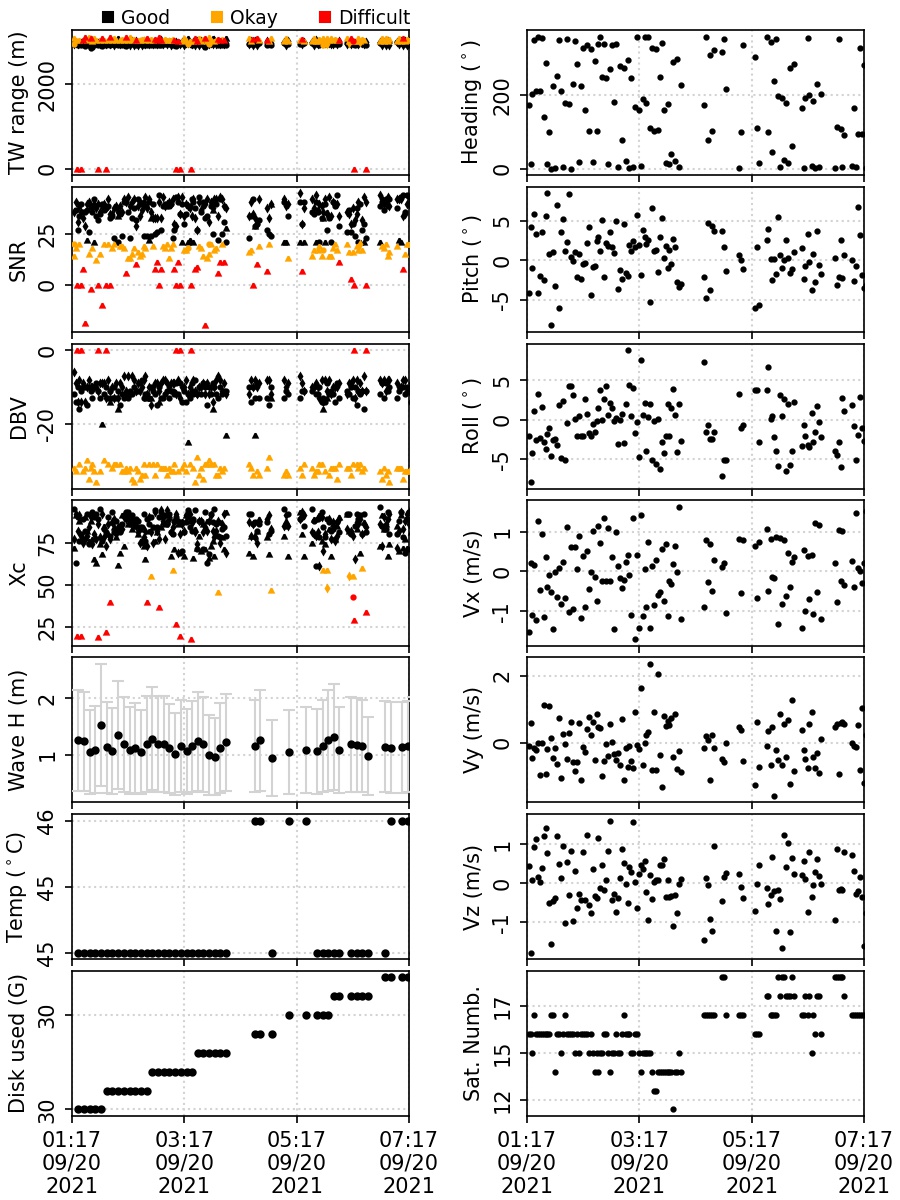 Good Okay Difficult
TW range (m)
2000
0
Heading (°)
200
0
SNR
25
0
Pitch (°)
5
0
-5
DBV
0
-20
Roll (°)
5
0
-5
Xc
75
50
25
Vx (m/s)
1
0
-1
Wave H (m)
2
1
Vy (m/s)
2
0
Temp (°C)
46
45
45
Vz (m/s)
1
0
-1
Disk used (G)
30
30
Sat. Numb.
17
15
12
01:17 03:17 05:17 07:17 01:17 03:17 05:17 07:17
09/20 09/20 09/20 09/20 09/20 09/20 09/20 09/20
2021 2021 2021 2021 2021 2021 2021 2021